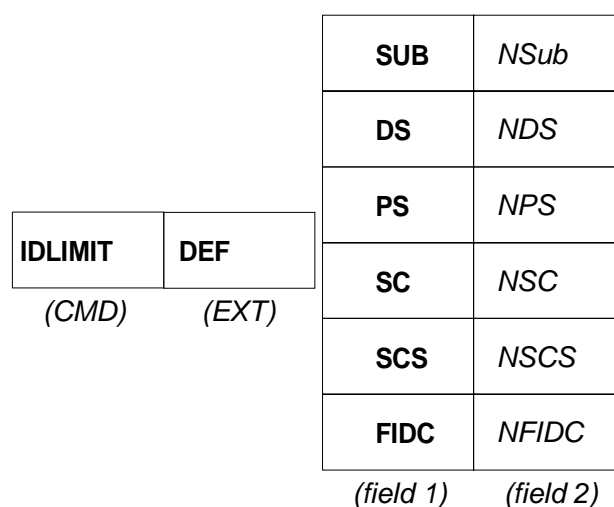 SUB NSub
DS NDS
PS NPS
IDLIMIT DEF
SC NSC
(CMD) (EXT)
SCS NSCS
FIDC NFIDC
(field 1) (field 2)